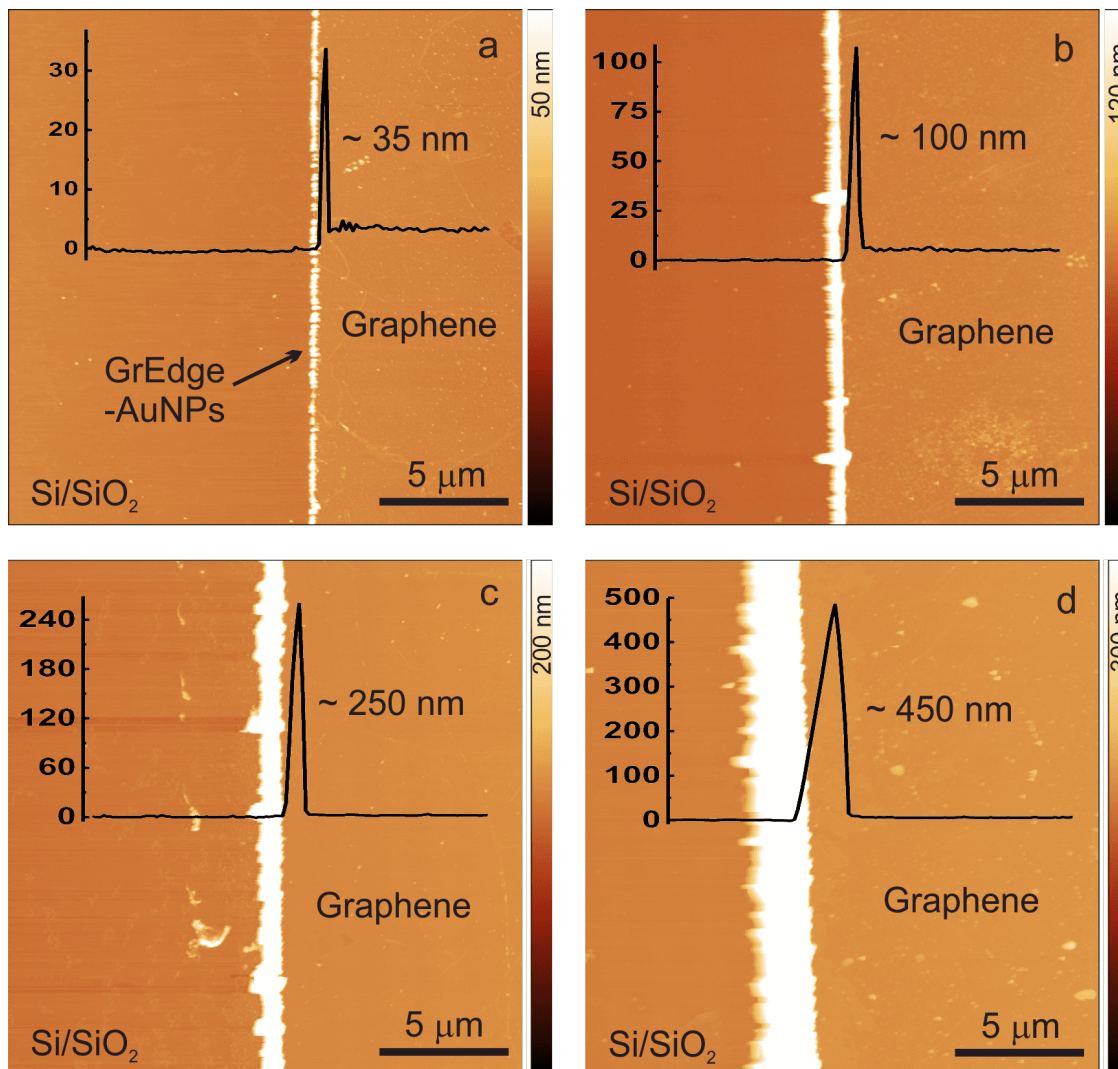 a
30
20
10
0
~ 35 nm
50 nm
Graphene
GrEdge
-AuNPs
Si/SiO₂
5 μm
b
100
75
50
25
0
~ 100 nm
120 nm
Graphene
Si/SiO₂
5 μm
c
240
180
120
60
0
~ 250 nm
200 nm
Graphene
Si/SiO₂
5 μm
d
500
400
300
200
100
0
~ 450 nm
Graphene
Si/SiO₂
5 μm